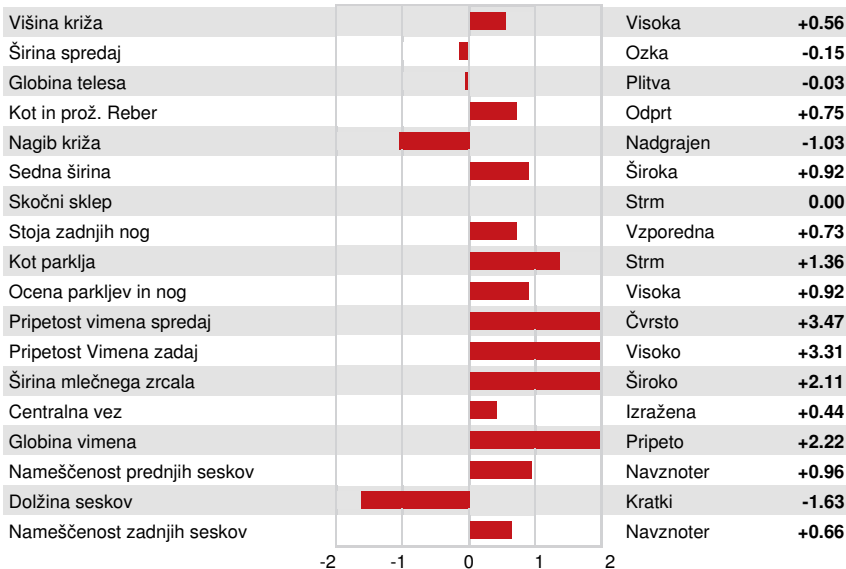 Višina križa Visoka +0.56
Širina spredaj Ozka -0.15
Globina telesa Plitva -0.03
Kot in prož. Reber Odprt +0.75
Nagib križa Nadgrajen -1.03
Sedna širina Široka +0.92
Skočni sklep Strm 0.00
Stoja zadnjih nog Vzporedna +0.73
Kot parklja Strm +1.36
Ocena parkljev in nog Visoka +0.92
Pripetost vimena spredaj Čvrsto +3.47
Pripetost Vimena zadaj Visoko +3.31
Širina mlečnega zrcala Široko +2.11
Centralna vez Izražena +0.44
Globina vimena Pripeto +2.22
Nameščenost prednjih seskov Navznoter +0.96
Dolžina seskov Kratki -1.63
Nameščenost zadnjih seskov Navznoter +0.66
-2 -1 0 1 2